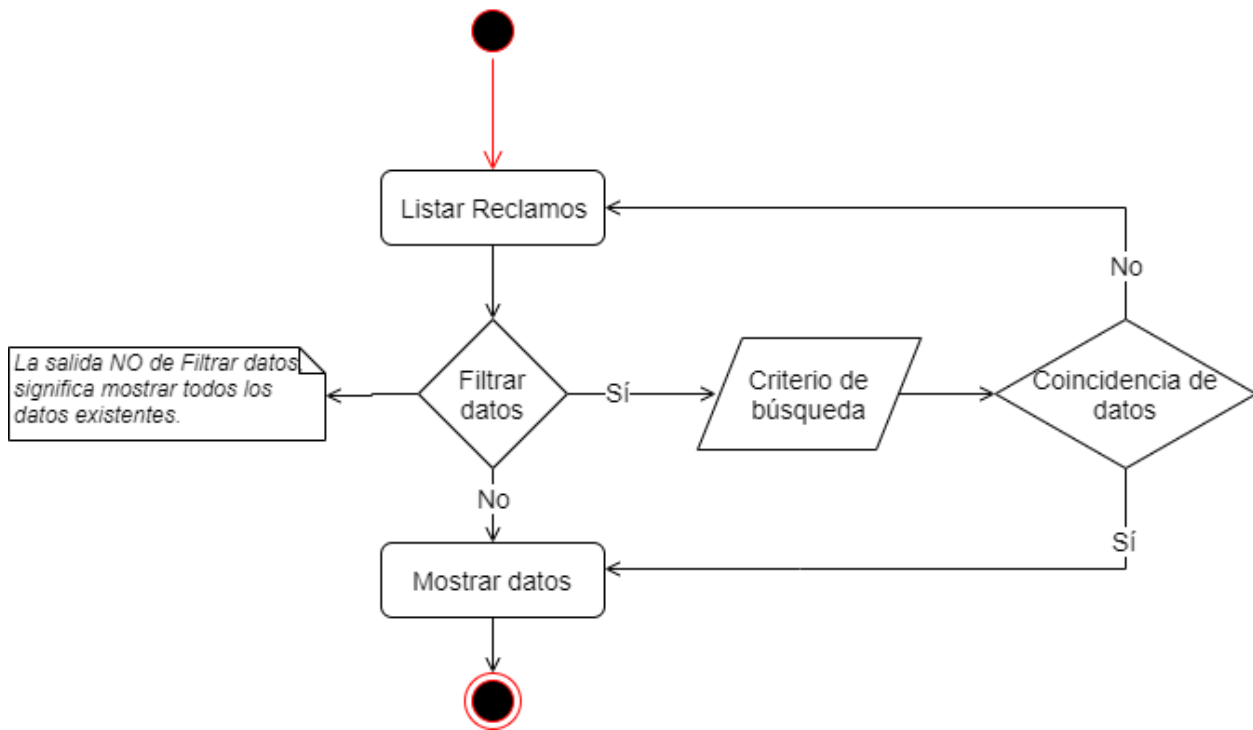 Listar Reclamos
No
La salida NO de Filtrar datos
significa mostrar todos los
datos existentes.
Filtrar
datos
Sí
Criterio de
búsqueda
Coincidencia de
datos
No
Sí
Mostrar datos